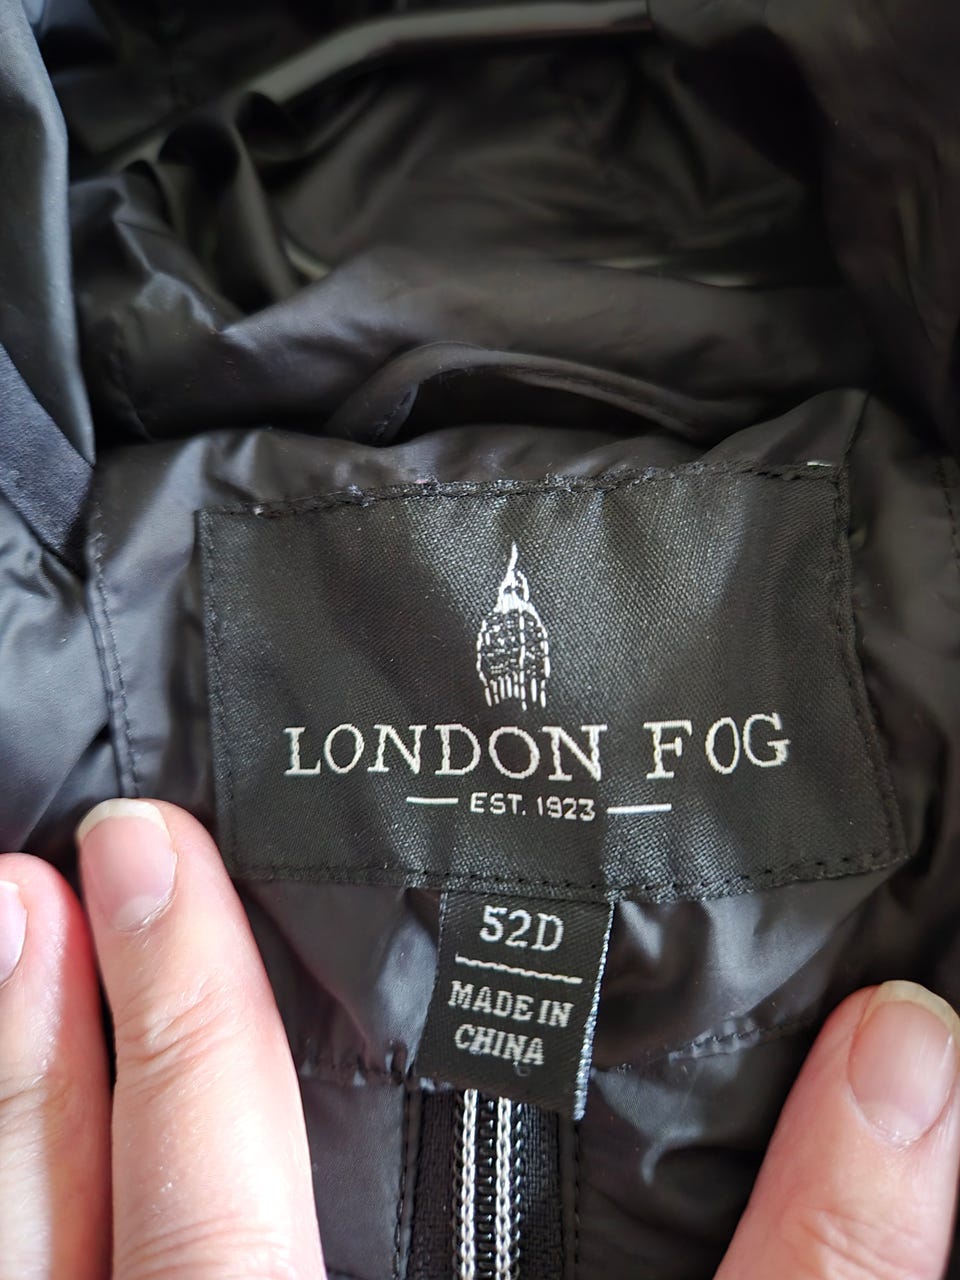 LONDON FOG
EST. 1923
52D
MADE IN
CHINA